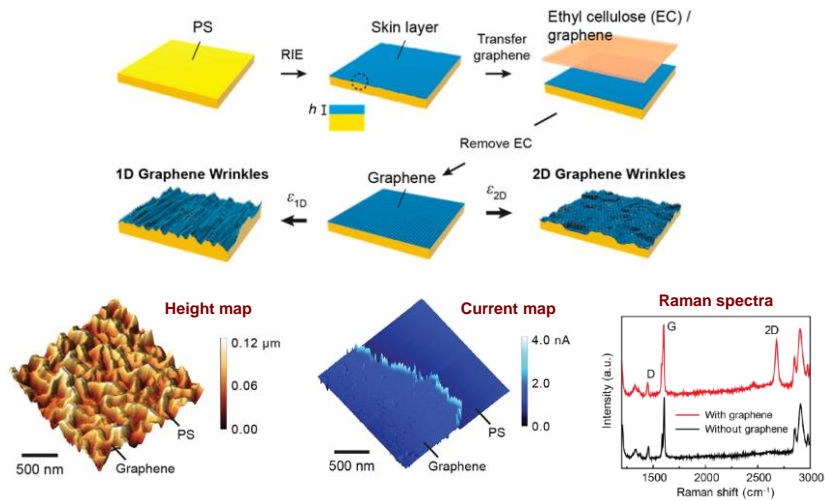 PS
RIE
Skin layer
h
Transfer
graphene
Ethyl cellulose (EC) /
graphene
Remove EC
1D Graphene Wrinkles
ε1D
Graphene
ε2D
2D Graphene Wrinkles
Height map
0.12 μm
0.06
0.00
PS
Graphene
500 nm
Current map
4.0 nA
2.0
0.0
PS
Graphene
500 nm
Raman spectra
G
2D
D
With graphene
Without graphene
Intensity (a.u.)
1500 2000 2500 3000
Raman shift (cm⁻¹)